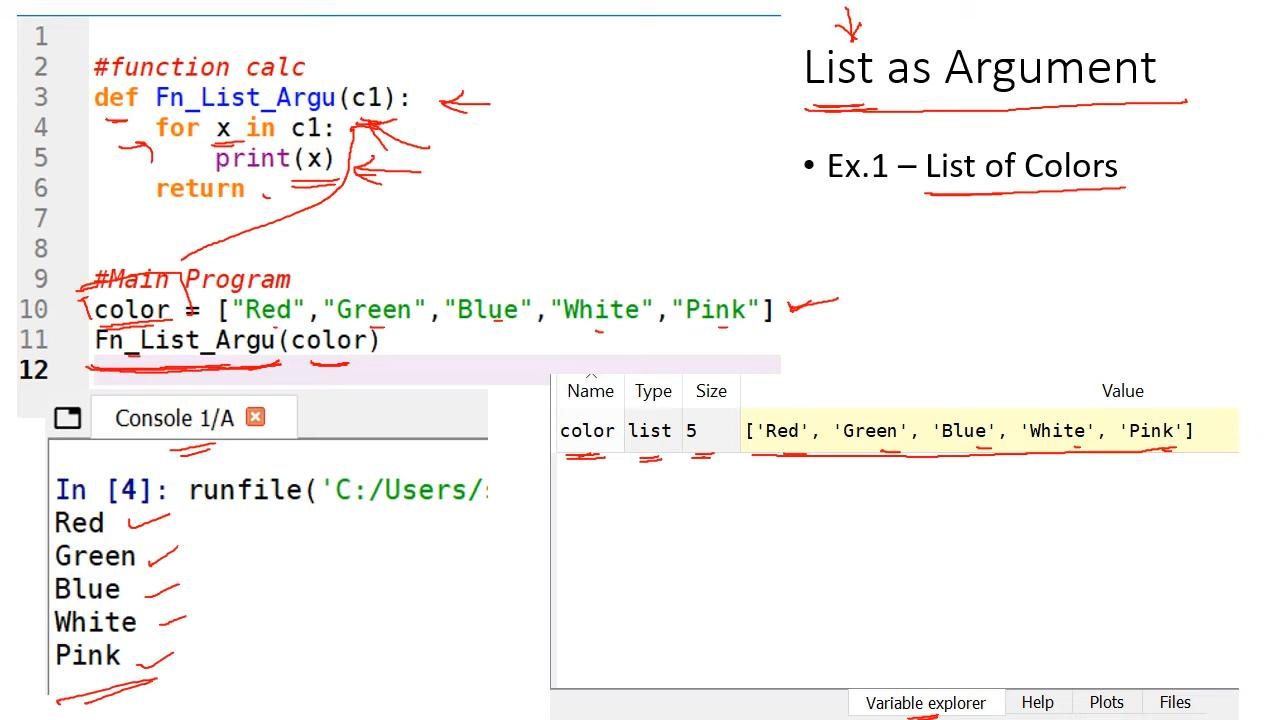 1
2 #function calc
3 def Fn_List_Argu(c1):
4 for x in c1:
5 print(x)
6 return
7
8
9 #Main Program
10 color = ["Red","Green","Blue","White","Pink"]
11 Fn_List_Argu(color)
12
List as Argument
• Ex.1 – List of Colors
Console 1/A
In [4]: runfile('C:/Users/s
Red
Green
Blue
White
Pink
Name Type Size Value
color list 5 ['Red', 'Green', 'Blue', 'White', 'Pink']
Variable explorer Help Plots Files